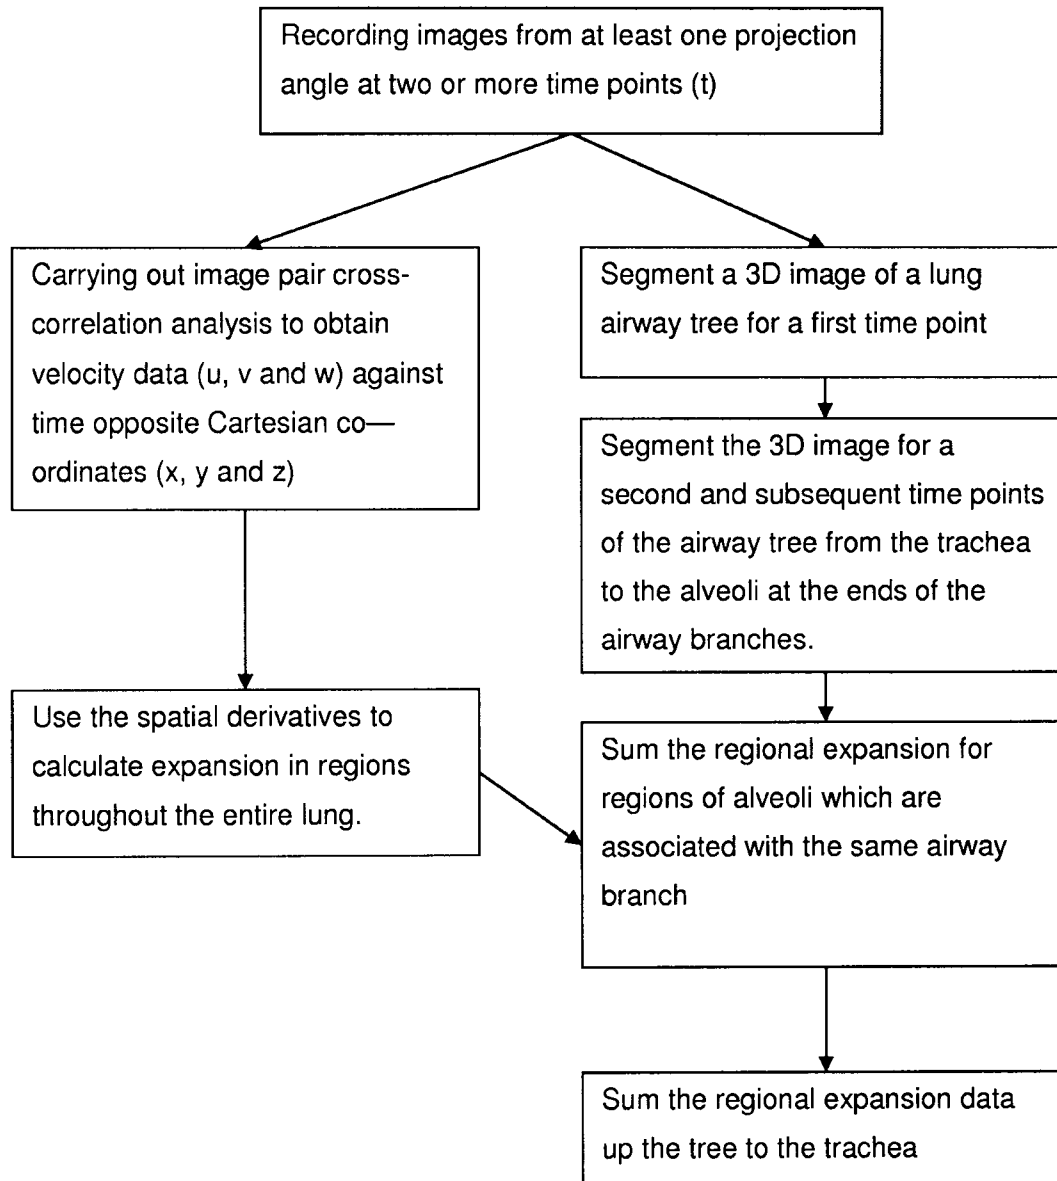 Recording images from at least one projection
angle at two or more time points (t)
Carrying out image pair cross-
correlation analysis to obtain
velocity data (u, v and w) against
time opposite Cartesian co—
ordinates (x, y and z)
Use the spatial derivatives to
calculate expansion in regions
throughout the entire lung.
Segment a 3D image of a lung
airway tree for a first time point
Segment the 3D image for a
second and subsequent time points
of the airway tree from the trachea
to the alveoli at the ends of the
airway branches.
Sum the regional expansion for
regions of alveoli which are
associated with the same airway
branch
Sum the regional expansion data
up the tree to the trachea